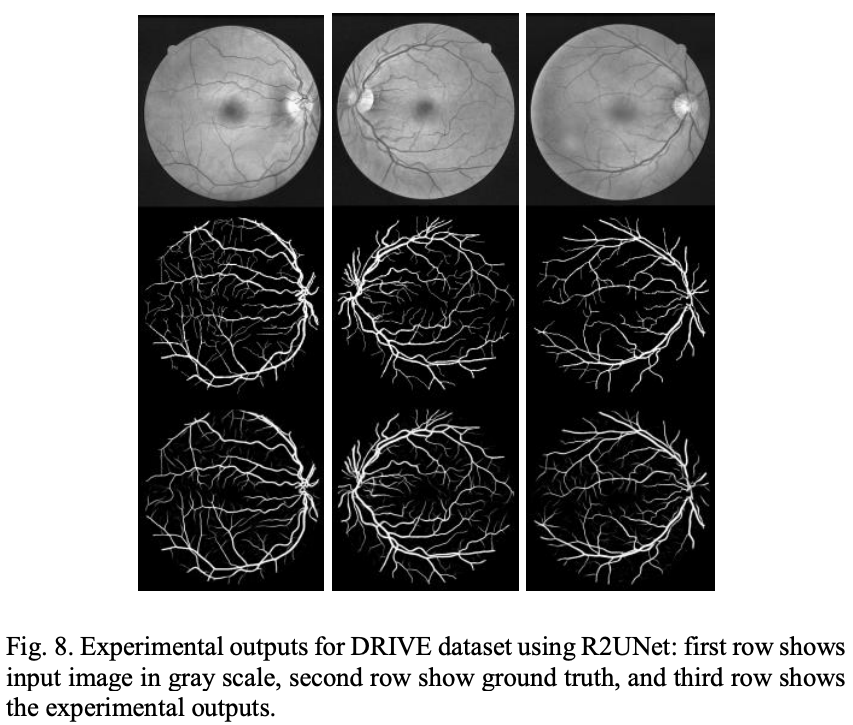 Fig. 8. Experimental outputs for DRIVE dataset using R2UNet: first row shows
input image in gray scale, second row show ground truth, and third row shows
the experimental outputs.